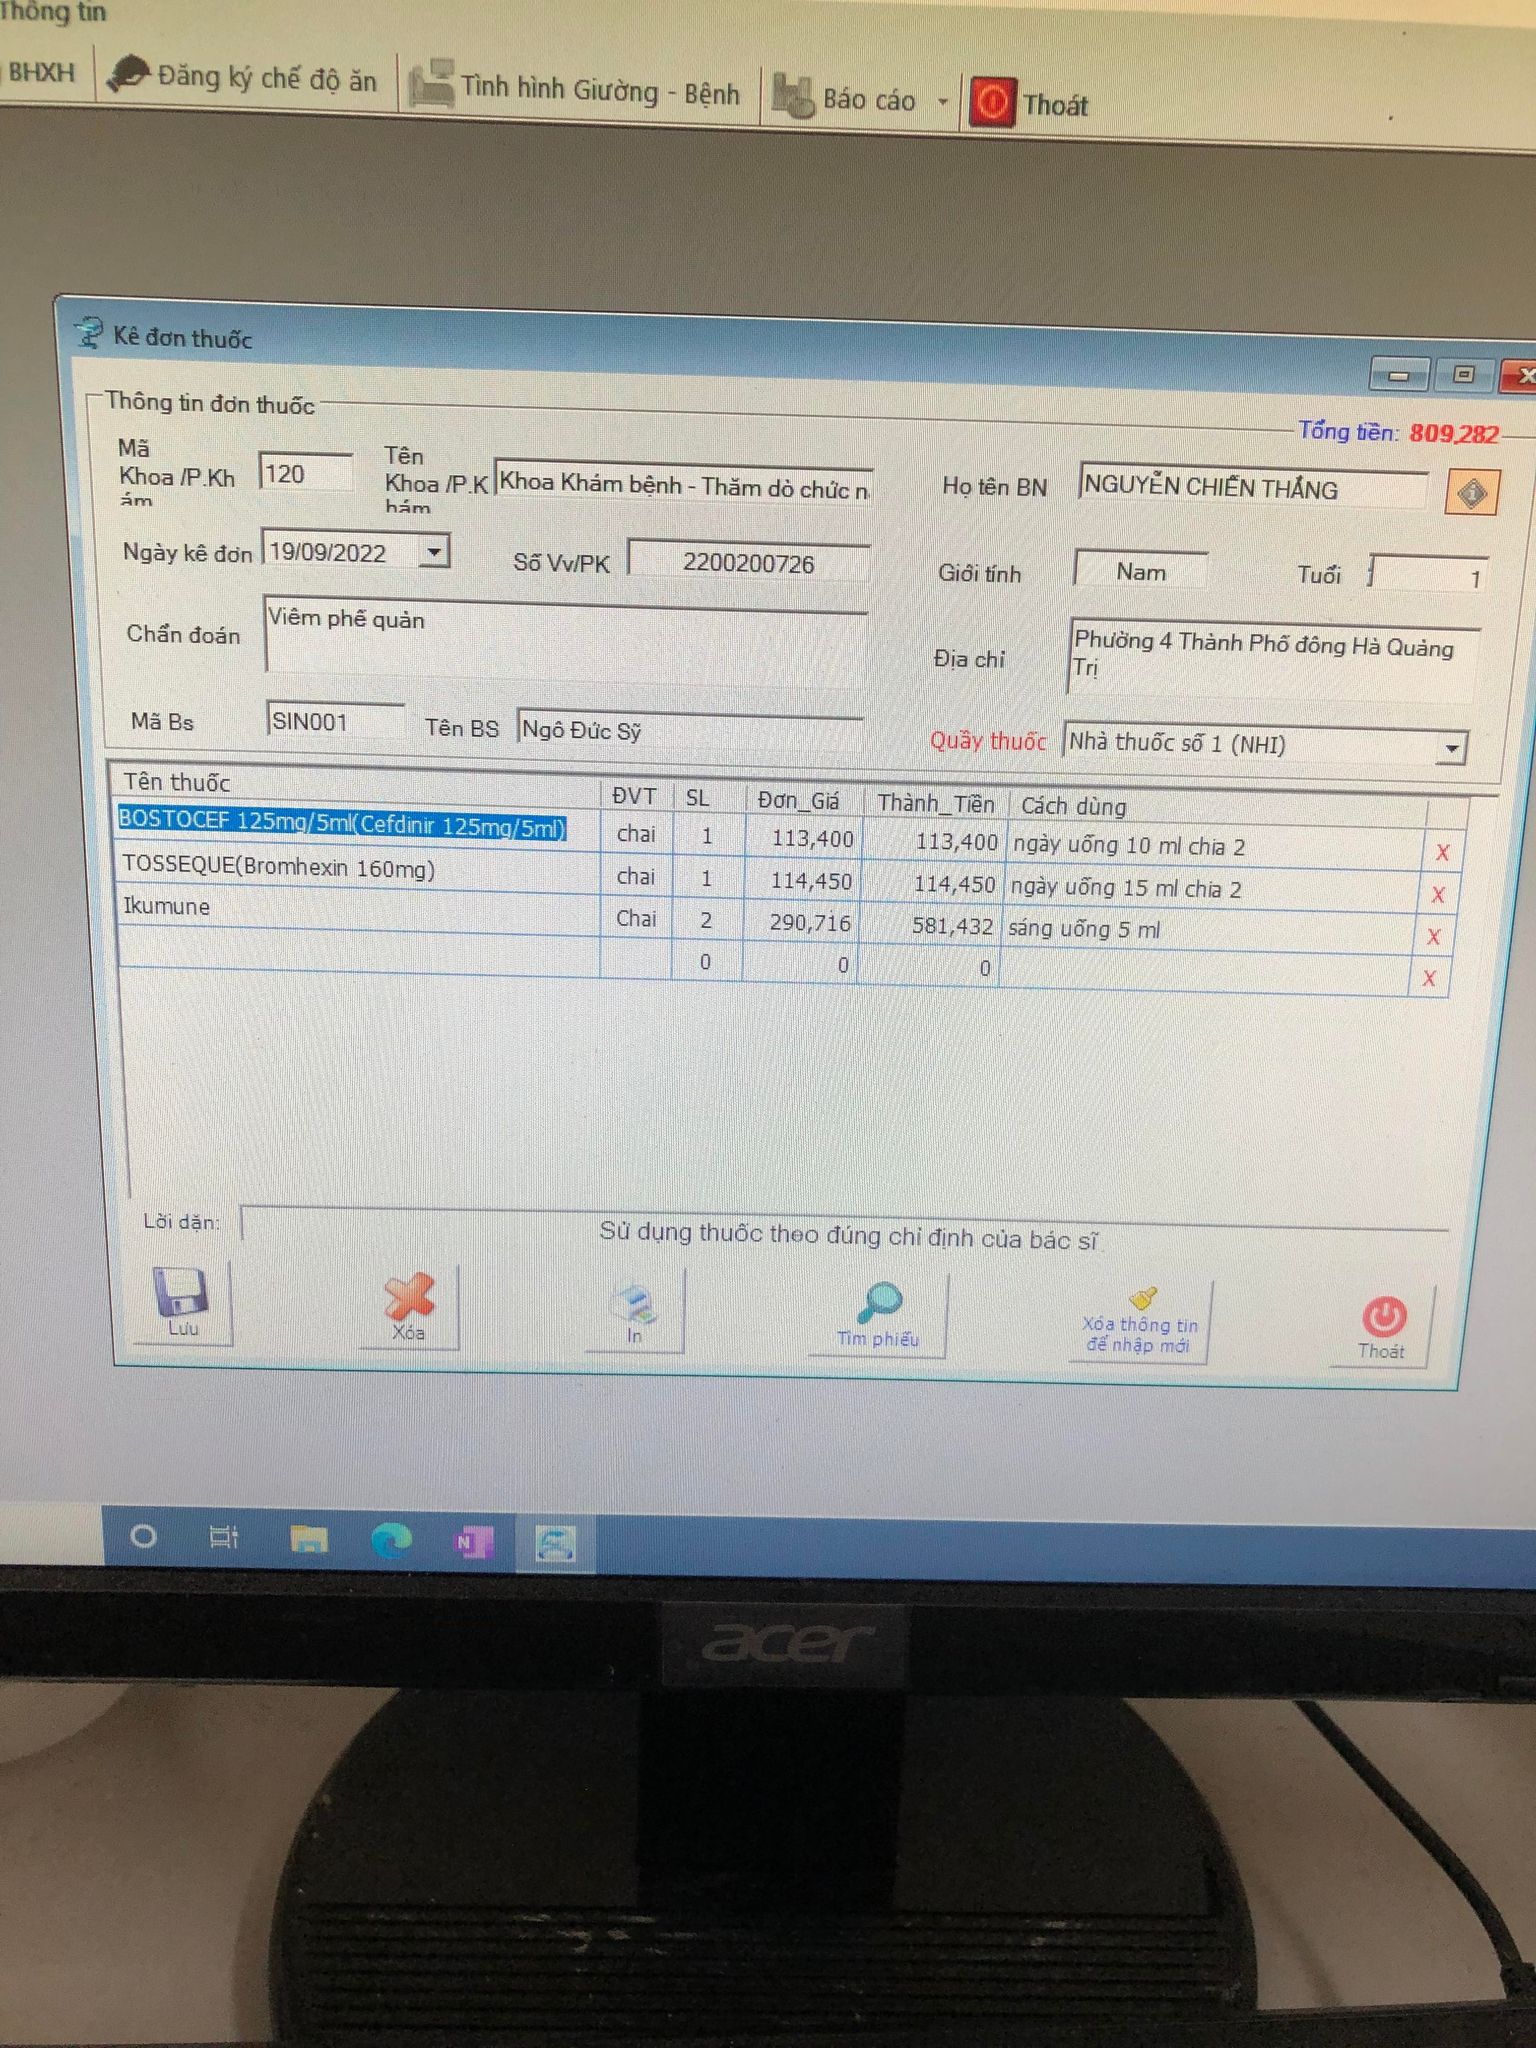 Thông tin
BHXH
Đăng ký chế độ ăn
Tình hình Giường - Bệnh
Báo cáo
Thoát
Kê đơn thuốc
Thông tin đơn thuốc
Tổng tiền: 809,282
Mã Khoa /P.Khám
120
Tên Khoa /P.Khám
Khoa Khám bệnh - Thăm dò chức n
Họ tên BN
NGUYỄN CHIẾN THẮNG
Ngày kê đơn
19/09/2022
Số Vv/PK
2200200726
Giới tính
Nam
Tuổi
1
Chẩn đoán
Viêm phế quản
Địa chỉ
Phường 4 Thành Phố đông Hà Quảng
Trị
Mã Bs
SIN001
Tên BS
Ngô Đức Sỹ
Quầy thuốc
Nhà thuốc số 1 (NHI)
Tên thuốc ĐVT SL Đơn_Giá Thành_Tiền Cách dùng
BOSTOCEF 125mg/5ml(Cefdinir 125mg/5ml) chai 1 113,400 113,400 ngày uống 10 ml chia 2 X
TOSSEQUE(Bromhexin 160mg) chai 1 114,450 114,450 ngày uống 15 ml chia 2 X
Ikumune Chai 2 290,716 581,432 sáng uống 5 ml X
0 0 0 X
Lời dặn:
Sử dụng thuốc theo đúng chỉ định của bác sĩ
Lưu
Xóa
In
Tìm phiếu
Xóa thông tin
để nhập mới
Thoát
N
acer